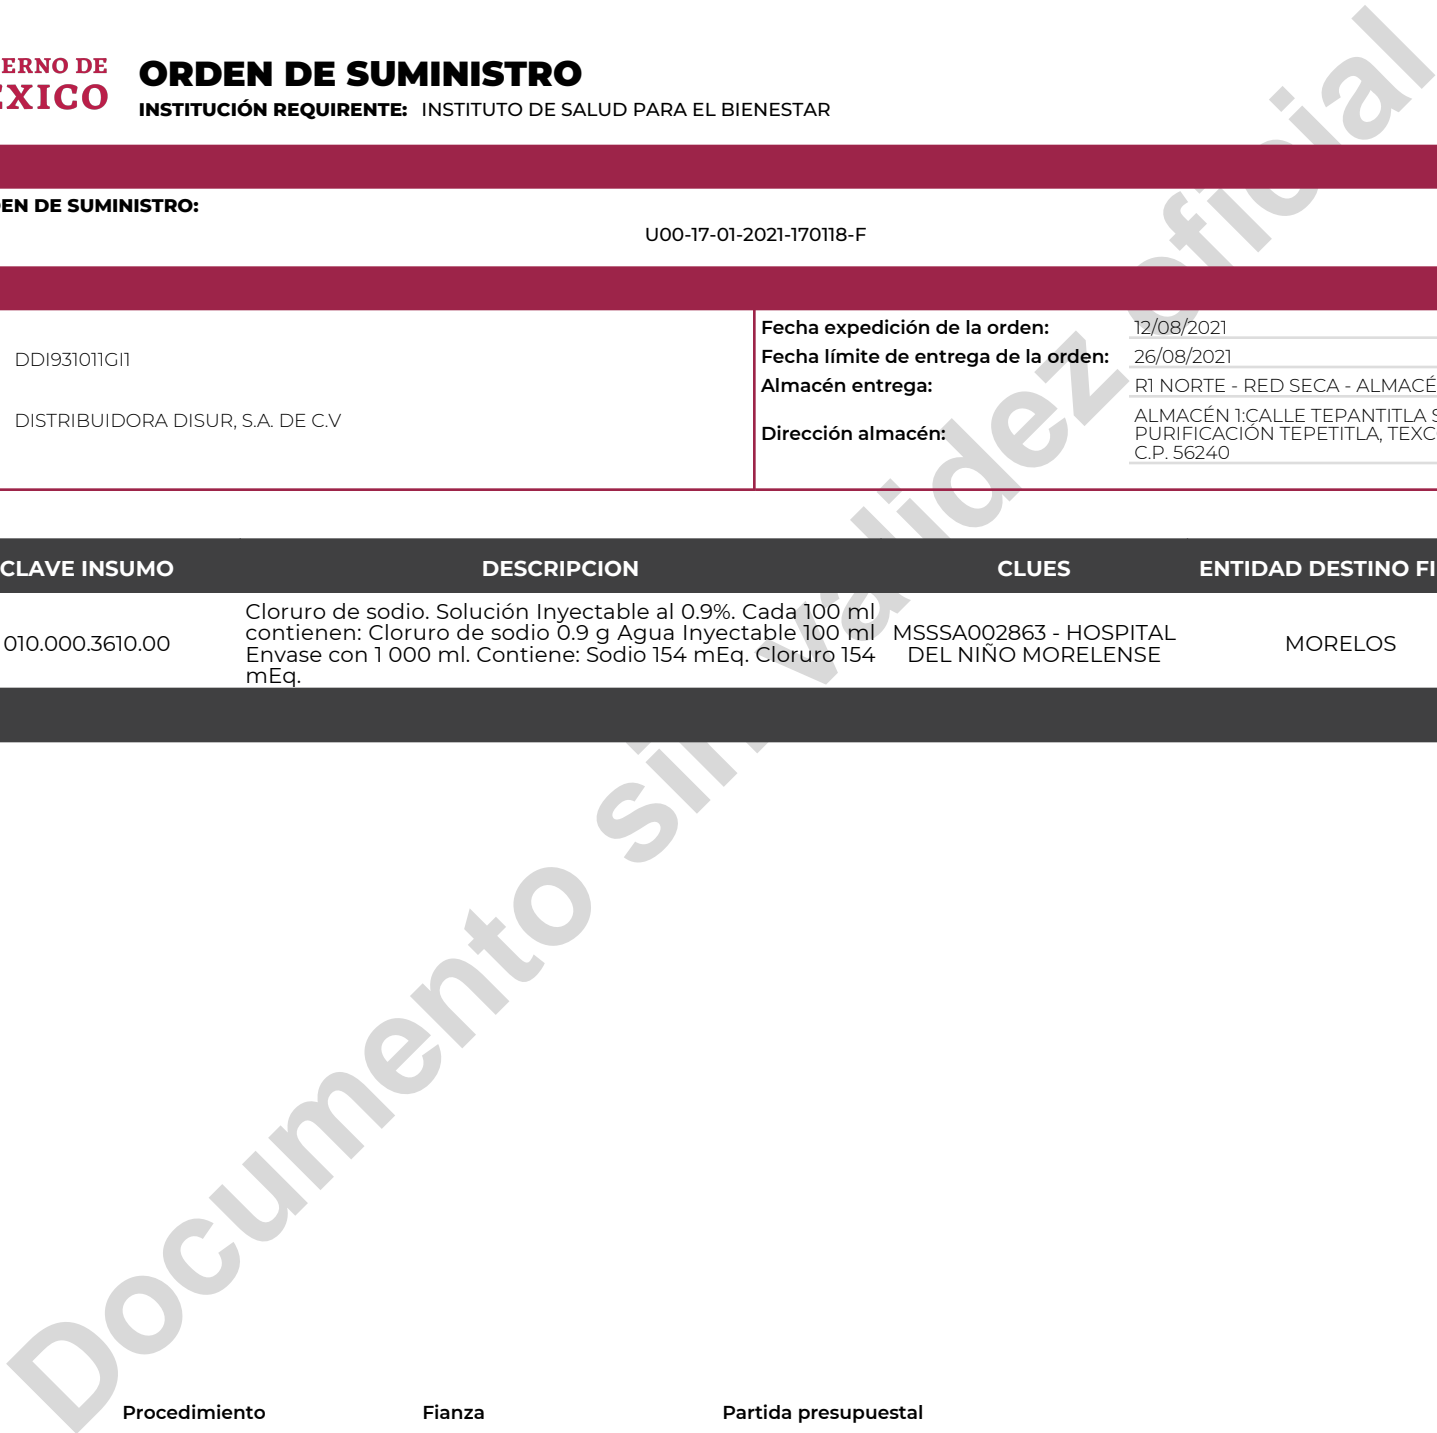 ERNO DE
EXICO
ORDEN DE SUMINISTRO
INSTITUCIÓN REQUIRENTE: INSTITUTO DE SALUD PARA EL BIENESTAR
EN DE SUMINISTRO:
U00-17-01-2021-170118-F
DDI931011GI1
DISTRIBUIDORA DISUR, S.A. DE C.V
Fecha expedición de la orden: 12/08/2021
Fecha límite de entrega de la orden: 26/08/2021
Almacén entrega: R1 NORTE - RED SECA - ALMACÉ
Dirección almacén:
ALMACÉN 1:CALLE TEPANTITLA S
PURIFICACIÓN TEPETITLA, TEXC
C.P. 56240
CLAVE INSUMO DESCRIPCION CLUES ENTIDAD DESTINO FI
010.000.3610.00
Cloruro de sodio. Solución Inyectable al 0.9%. Cada 100 ml
contienen: Cloruro de sodio 0.9 g Agua Inyectable 100 ml
Envase con 1 000 ml. Contiene: Sodio 154 mEq. Cloruro 154
mEq.
MSSSA002863 - HOSPITAL
DEL NIÑO MORELENSE
MORELOS
Documento sin validez oficial
Procedimiento Fianza Partida presupuestal